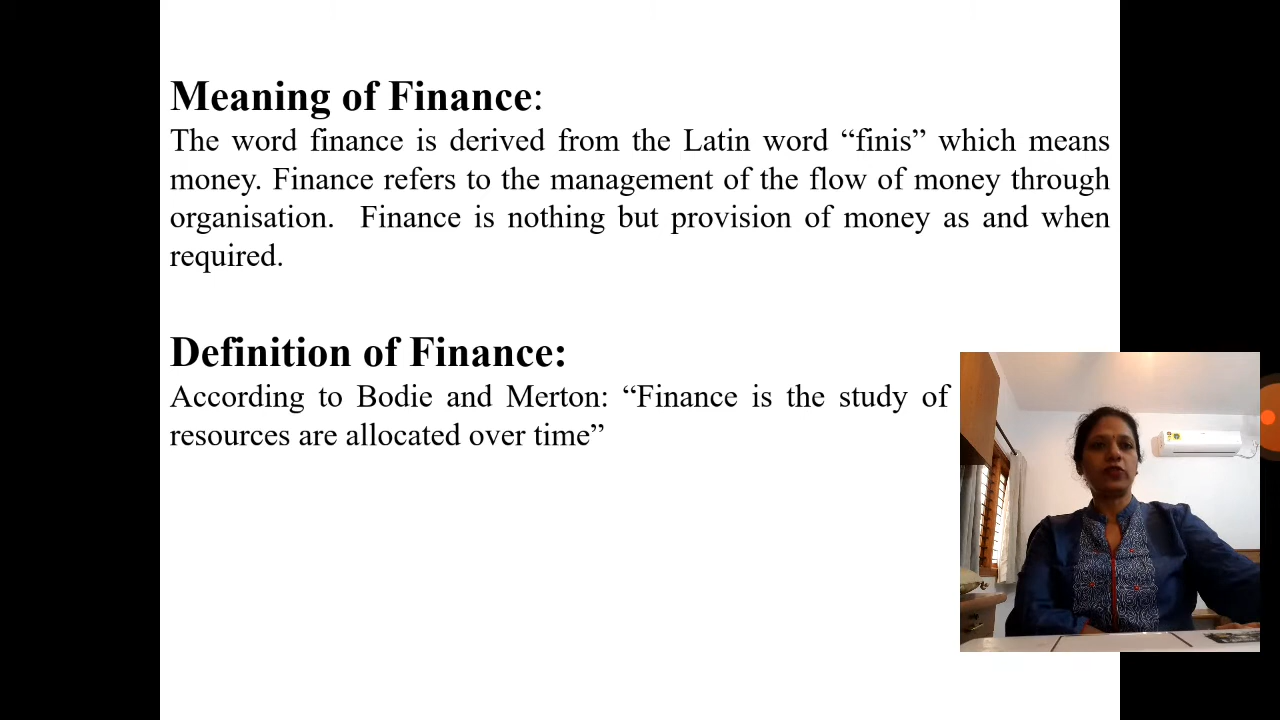 Meaning of Finance:
The word finance is derived from the Latin word “finis” which means
money. Finance refers to the management of the flow of money through
organisation. Finance is nothing but provision of money as and when
required.
Definition of Finance:
According to Bodie and Merton: “Finance is the study of
resources are allocated over time”